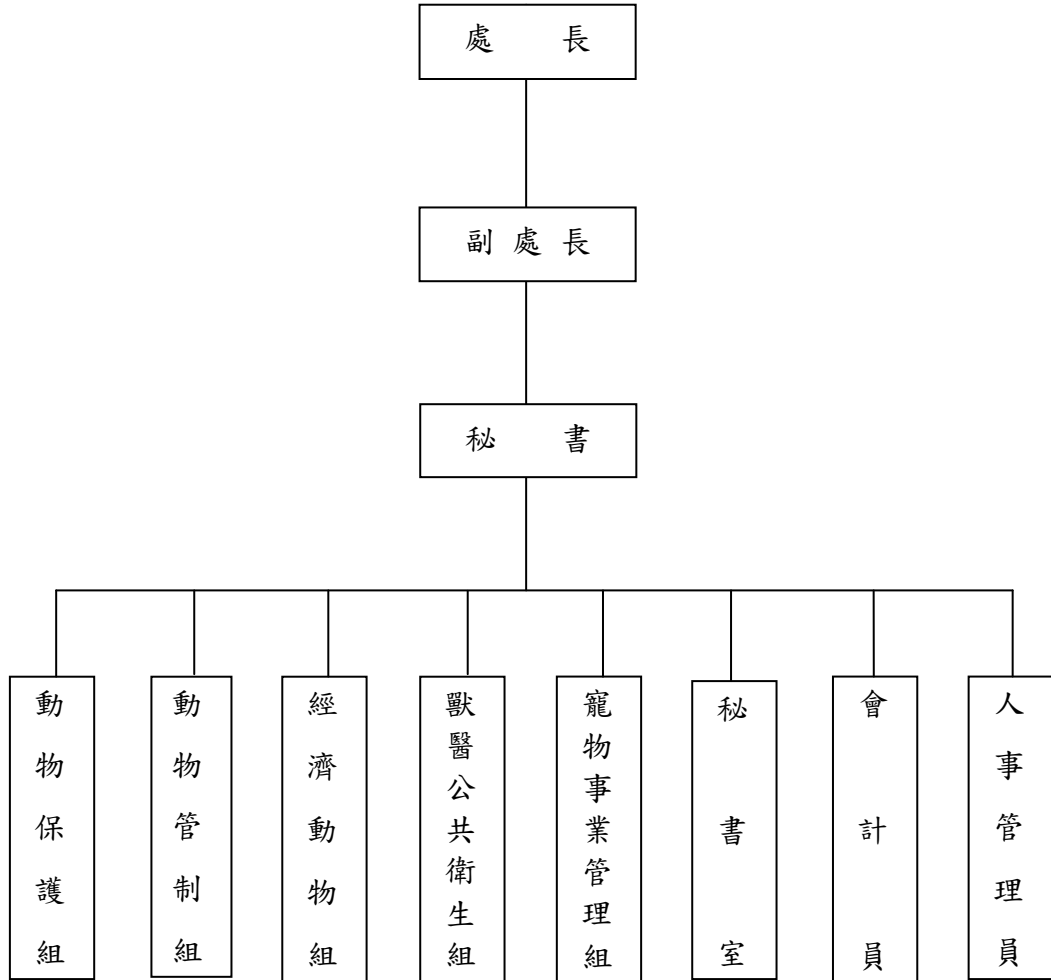 處長
副處長
秘書
動物保護組
動物管制組
經濟動物組
獸醫公共衛生組
寵物事業管理組
秘書室
會計員
人事管理員